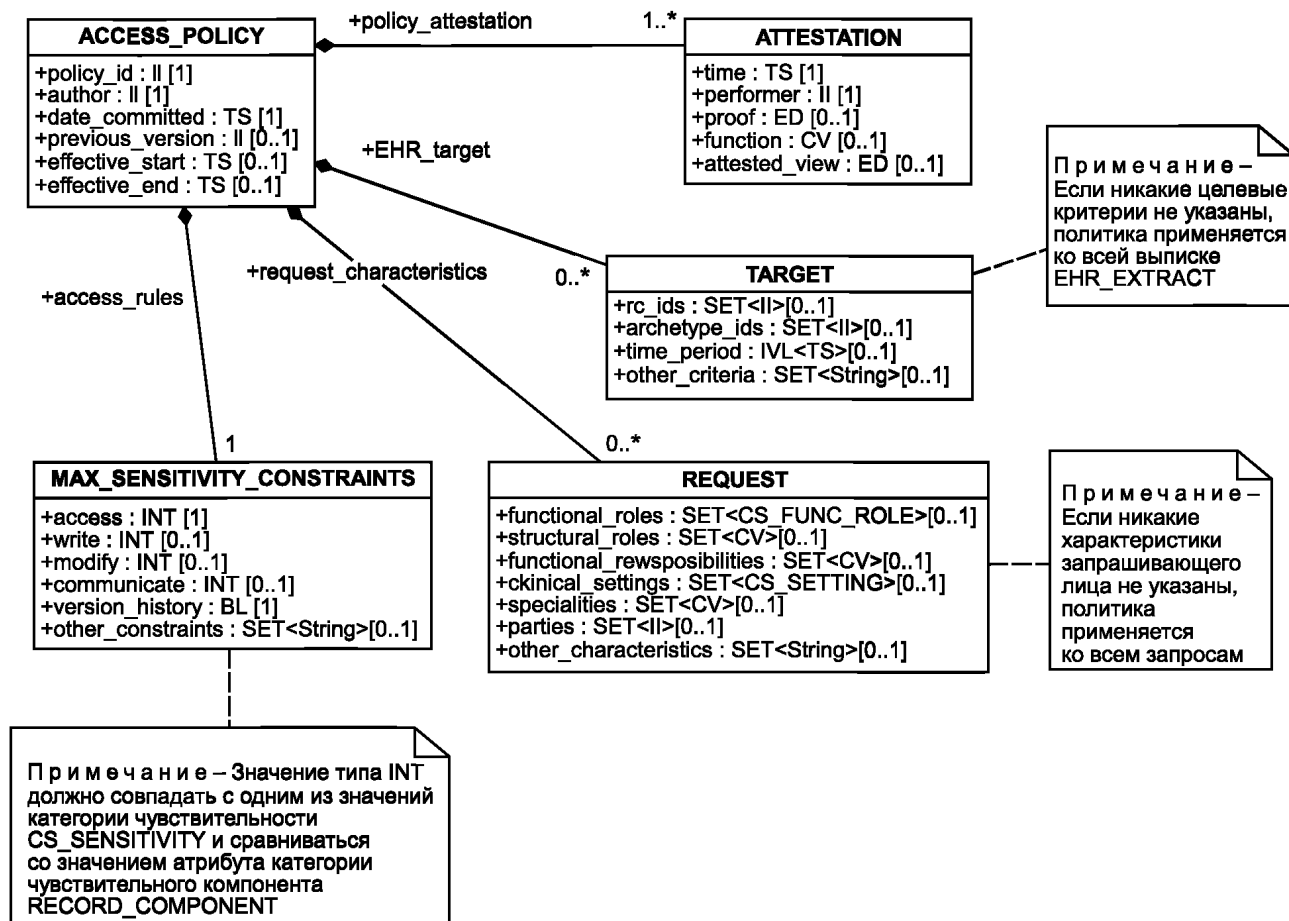 ACCESS_POLICY
+policy_id : II [1]
+author : II [1]
+date_committed : TS [1]
+previous_version : II [0..1]
+effective_start : TS [0..1]
+effective_end : TS [0..1]
+policy_attestation
1..*
ATTESTATION
+time : TS [1]
+performer : II [1]
+proof : ED [0..1]
+function : CV [0..1]
+attested_view : ED [0..1]
+EHR_target
0..*
TARGET
+rc_ids : SET<II>[0..1]
+archetype_ids : SET<II>[0..1]
+time_period : IVL<TS>[0..1]
+other_criteria : SET<String>[0..1]
П р и м е ч а н и е –
Если никакие целевые
критерии не указаны,
политика применяется
ко всей выписке
EHR_EXTRACT
+request_characteristics
0..*
+access_rules
1
MAX_SENSITIVITY_CONSTRAINTS
+access : INT [1]
+write : INT [0..1]
+modify : INT [0..1]
+communicate : INT [0..1]
+version_history : BL [1]
+other_constraints : SET<String>[0..1]
REQUEST
+functional_roles : SET<CS_FUNC_ROLE>[0..1]
+structural_roles : SET<CV>[0..1]
+functional_rewsposibilities : SET<CV>[0..1]
+ckinical_settings : SET<CS_SETTING>[0..1]
+specialities : SET<CV>[0..1]
+parties : SET<II>[0..1]
+other_characteristics : SET<String>[0..1]
П р и м е ч а н и е –
Если никакие
характеристики
запрашивающего
лица не указаны,
политика
применяется
ко всем запросам
П р и м е ч а н и е – Значение типа INT
должно совпадать с одним из значений
категории чувствительности
CS_SENSITIVITY и сравниваться
со значением атрибута категории
чувствительного компонента
RECORD_COMPONENT